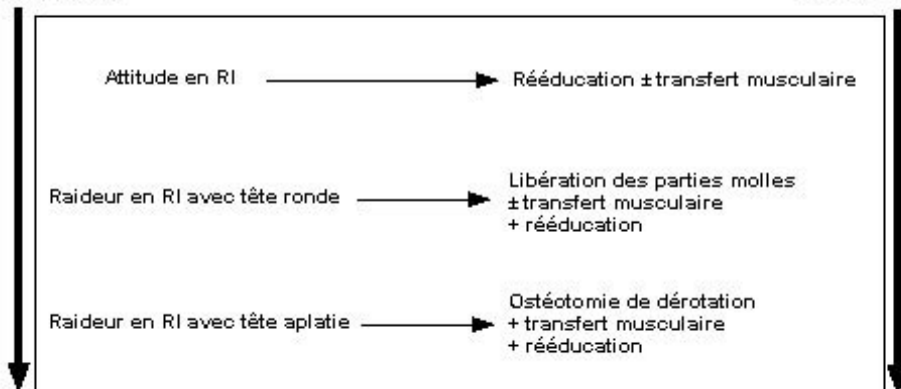 Attitude en RI
Rééducation ± transfert musculaire
Raideur en RI avec tête ronde
Libération des parties molles
± transfert musculaire
+ rééducation
Raideur en RI avec tête aplatie
Ostéotomie de dérotation
+ transfert musculaire
+ rééducation